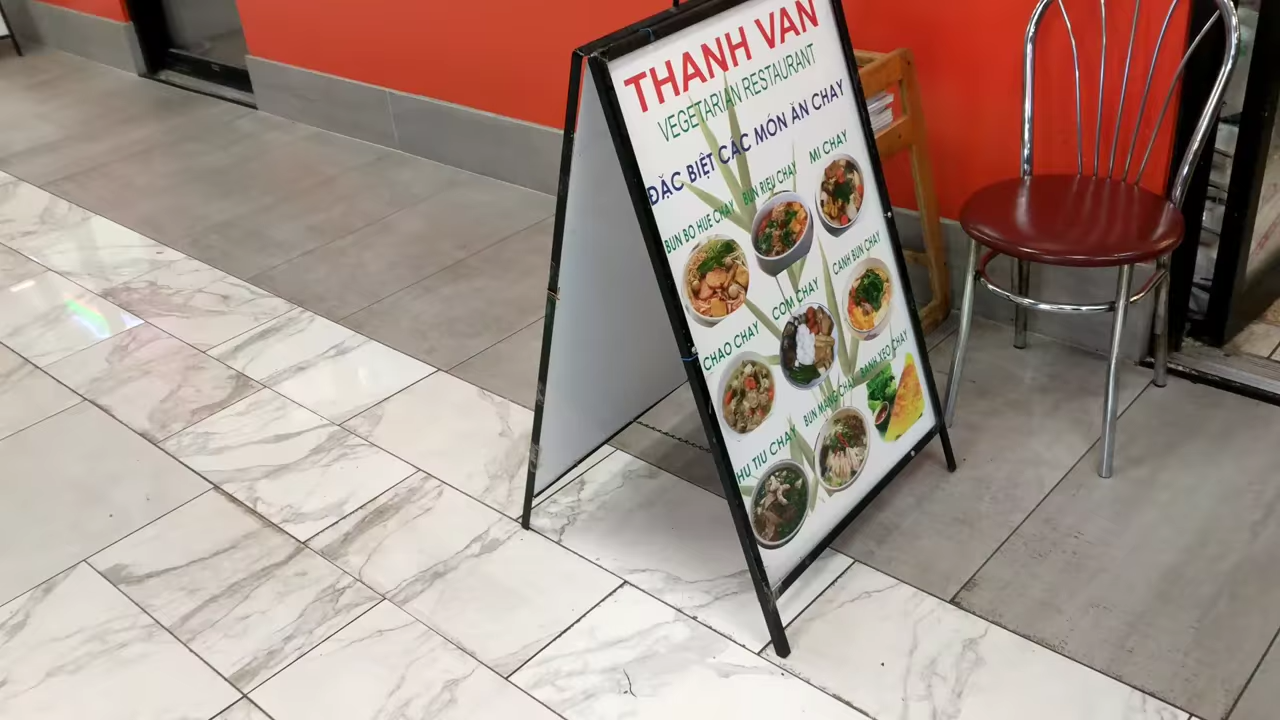 THANH VAN
VEGETARIAN RESTAURANT
ĐẶC BIỆT CÁC MÓN ĂN CHAY
BUN BO HUE CHAY
BUN RIEU CHAY
MI CHAY
CHAO CHAY
COM CHAY
CANH BUN CHAY
HU TIU CHAY
BUN MANG CHAY
BANH XEO CHAY